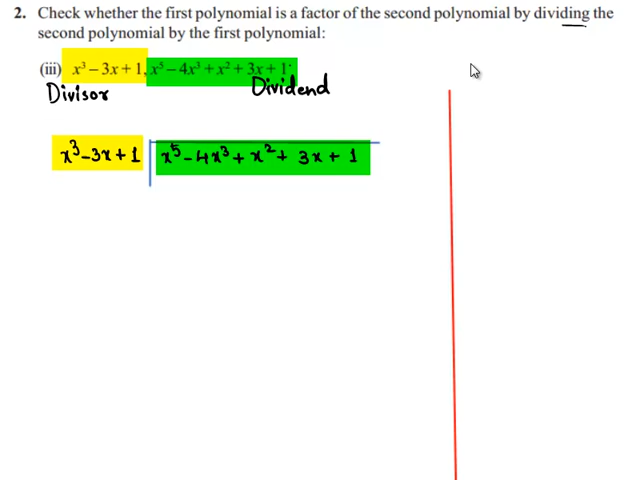 2. Check whether the first polynomial is a factor of the second polynomial by dividing the
second polynomial by the first polynomial:
(iii) x³ – 3x + 1, x⁵ – 4x³ + x² + 3x + 1
Divisor Dividend
x³ – 3x + 1 x⁵ – 4x³ + x² + 3x + 1